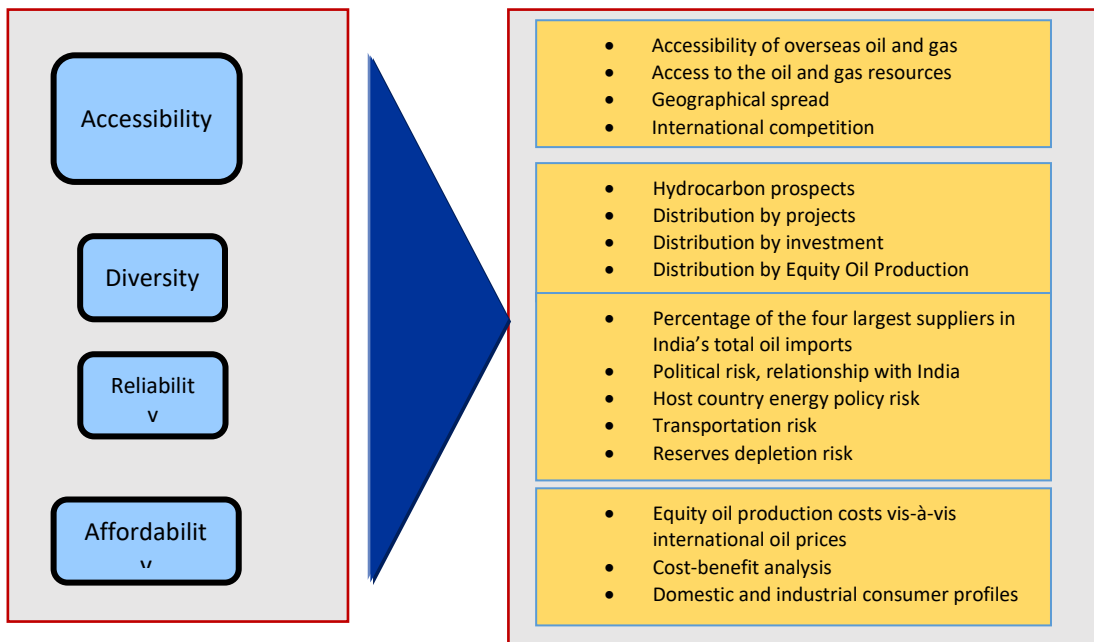 Accessibility
Diversity
Reliabilit
y
Affordabilit
y
• Accessibility of overseas oil and gas
• Access to the oil and gas resources
• Geographical spread
• International competition
• Hydrocarbon prospects
• Distribution by projects
• Distribution by investment
• Distribution by Equity Oil Production
• Percentage of the four largest suppliers in
India’s total oil imports
• Political risk, relationship with India
• Host country energy policy risk
• Transportation risk
• Reserves depletion risk
• Equity oil production costs vis-à-vis
international oil prices
• Cost-benefit analysis
• Domestic and industrial consumer profiles